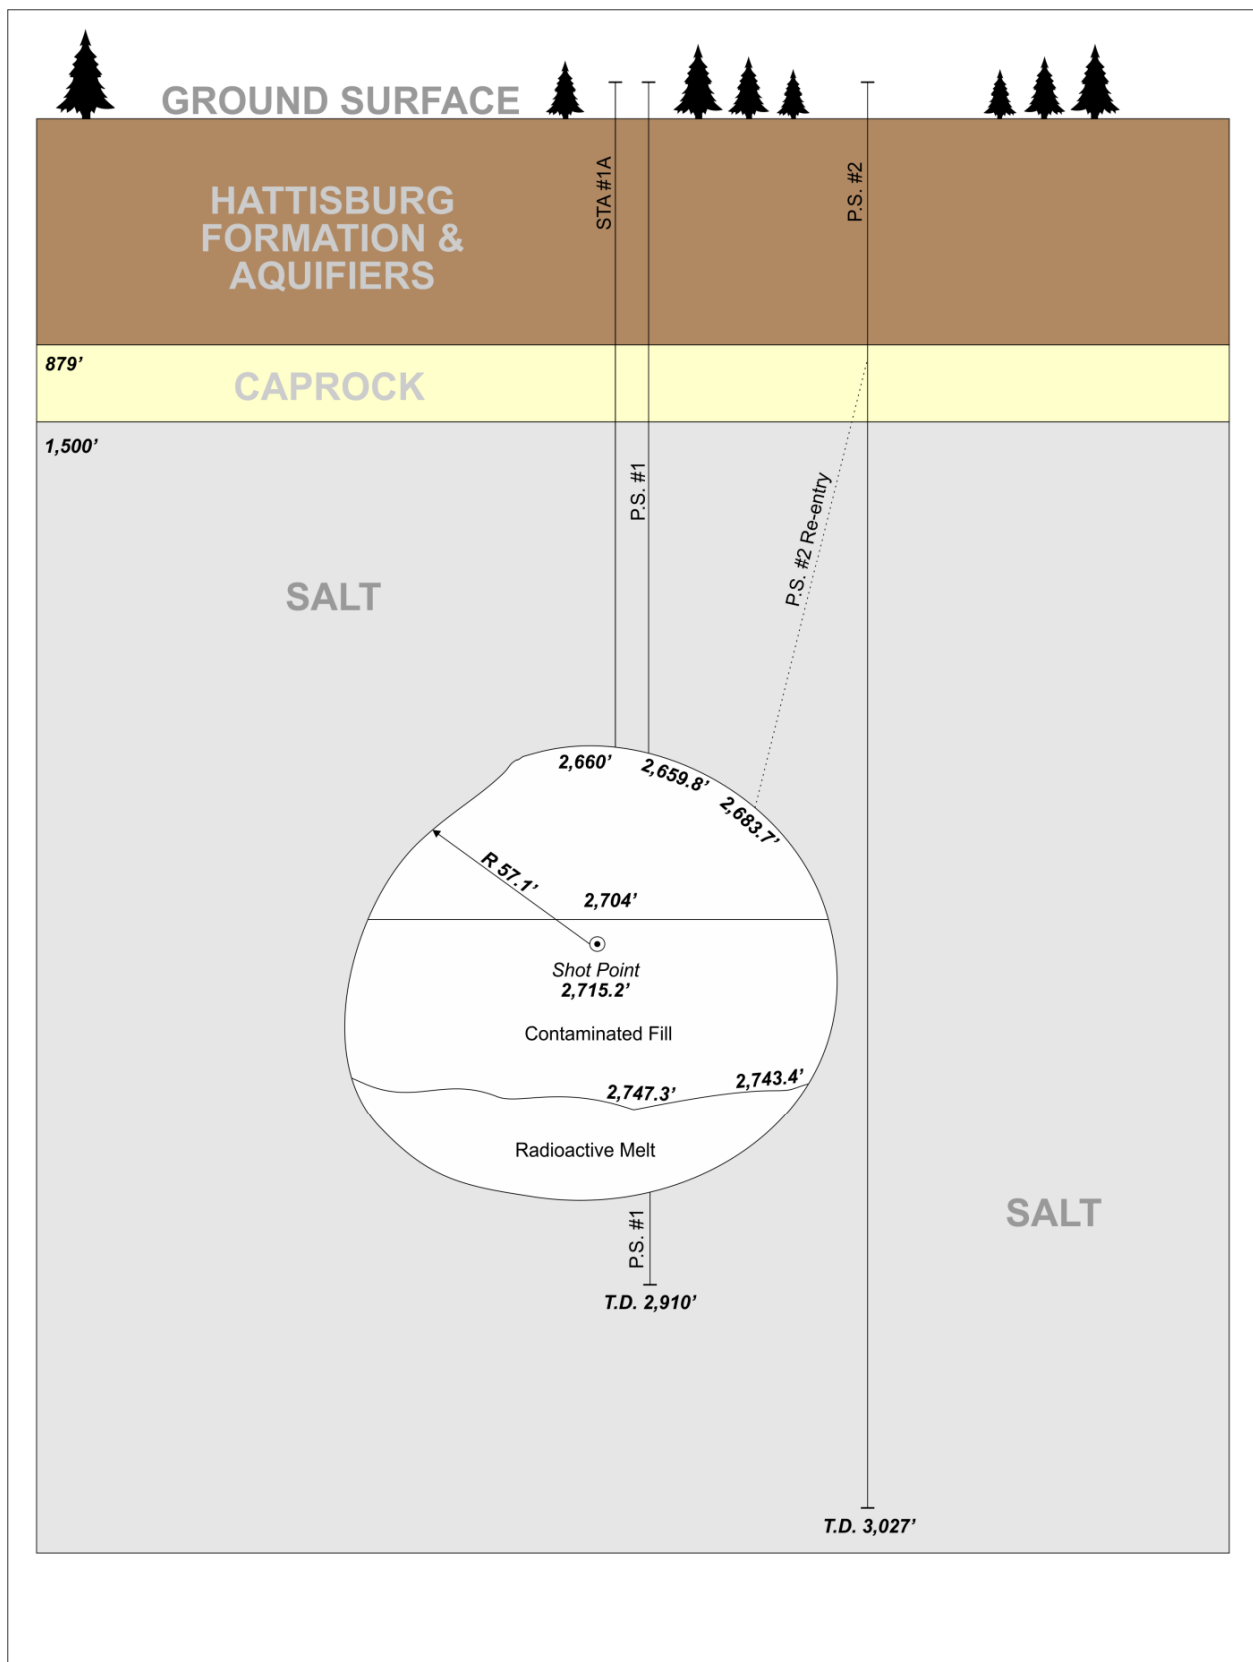 GROUND SURFACE
HATTISBURG
FORMATION &
AQUIFIERS
STA #1A
P.S. #2
879’
CAPROCK
1,500’
P.S. #1
P.S. #2 Re-entry
SALT
2,660’
2,659.8’
2,683.7’
R 57.1’
2,704’
Shot Point
2,715.2’
Contaminated Fill
2,747.3’
2,743.4’
Radioactive Melt
SALT
P.S. #1
T.D. 2,910’
T.D. 3,027’